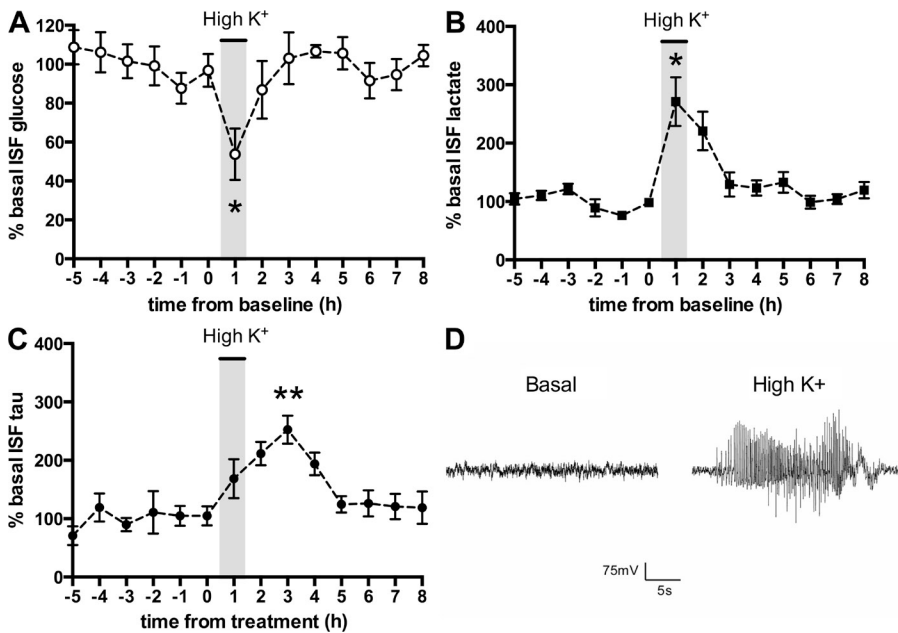 A
High K⁺
% basal ISF glucose
120
100
80
60
40
20
0
*
-5 -4 -3 -2 -1 0 1 2 3 4 5 6 7 8
time from baseline (h)
B
High K⁺
% basal ISF lactate
400
300
200
100
0
*
-5 -4 -3 -2 -1 0 1 2 3 4 5 6 7 8
time from baseline (h)
C
High K⁺
% basal ISF tau
400
300
200
100
0
**
-5 -4 -3 -2 -1 0 1 2 3 4 5 6 7 8
time from treatment (h)
D
Basal
High K+
75mV
5s